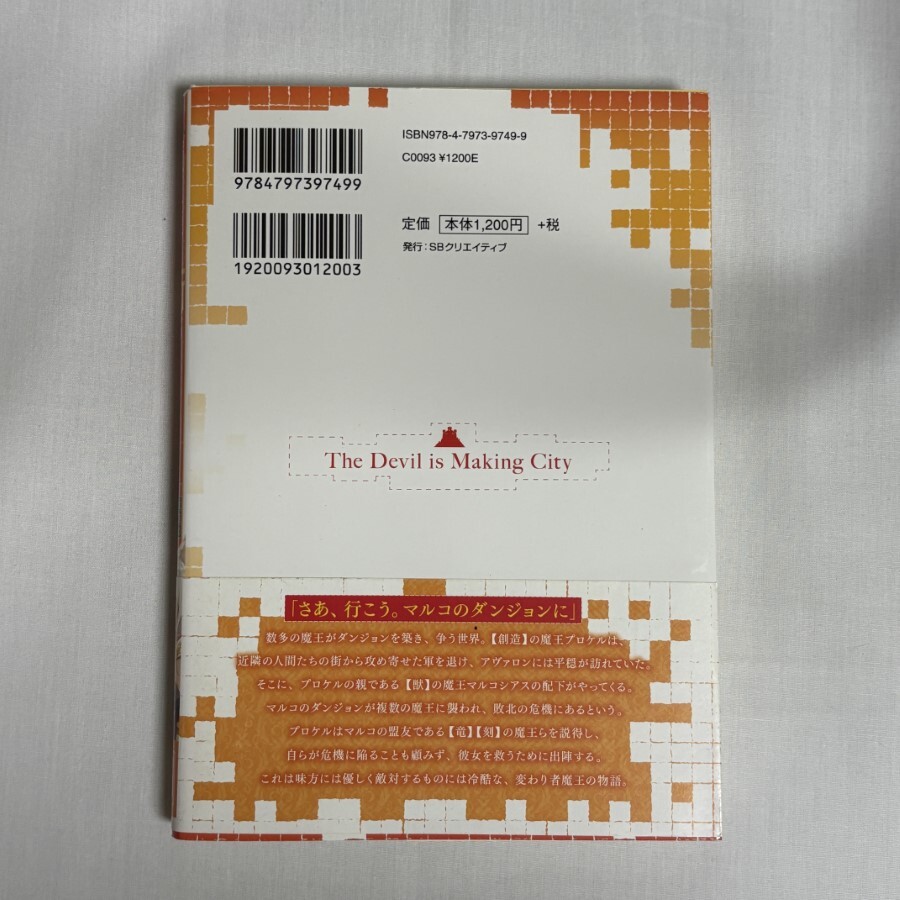 9784797397499
1920093012003
ISBN978-4-7973-9749-9
C0093 ¥1200E
定価 本体1,200円 +税
発行:SBクリエイティブ
The Devil is Making City
「さあ、行こう。マルコのダンジョンに」
数多の魔王がダンジョンを築き、争う世界。【創造】の魔王プロケルは、
近隣の人間たちの街から攻め寄せた軍を退け、アヴァロンには平穏が訪れていた。
そこに、プロケルの親である【獣】の魔王マルコシアスの配下がやってくる。
マルコのダンジョンが複数の魔王に襲われ、敗北の危機にあるという。
プロケルはマルコの盟友である【竜】【刻】の魔王らを説得し、
自らが危機に陥ることも顧みず、彼女を救うために出陣する。
これは味方には優しく敵対するものには冷酷な、変わり者魔王の物語。